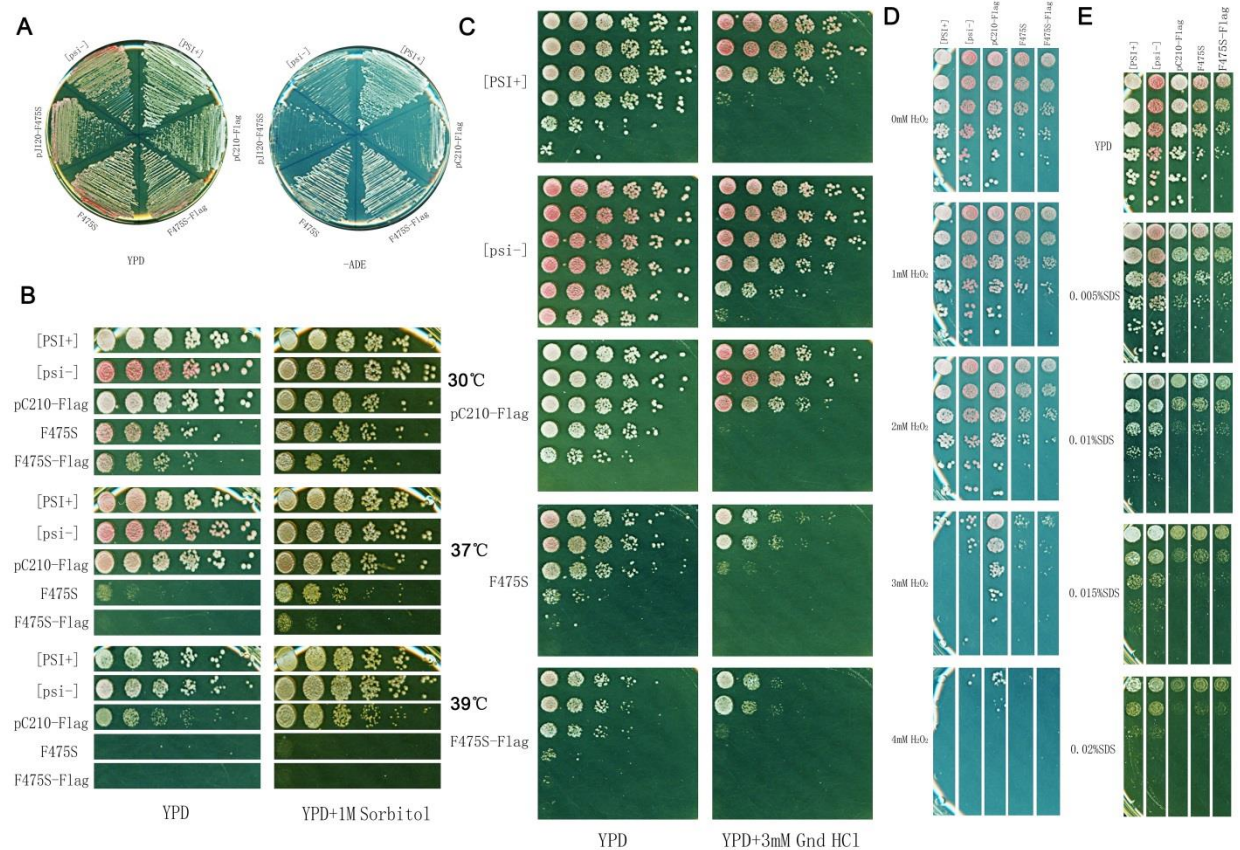 A
[psi-]
[PSI+]
pJ120-F475S
pC210-Flag
F475S
F475S-Flag
YPD
[psi-]
[PSI+]
pJ120-F475S
pC210-Flag
F475S
F475S-Flag
-ADE
B
[PSI+]
[psi-]
pC210-Flag
F475S
F475S-Flag
30℃
[PSI+]
[psi-]
pC210-Flag
F475S
F475S-Flag
37℃
[PSI+]
[psi-]
pC210-Flag
F475S
F475S-Flag
39℃
YPD
YPD+1M Sorbitol
C
[PSI+]
[psi-]
pC210-Flag
F475S
F475S-Flag
YPD
YPD+3mM Gnd HCl
D
[PSI+]
[psi-]
pC210-Flag
F475S
F475S-Flag
0mM H₂O₂
1mM H₂O₂
2mM H₂O₂
3mM H₂O₂
4mM H₂O₂
E
[PSI+]
[psi-]
pC210-Flag
F475S
F475S-Flag
YPD
0.005%SDS
0.01%SDS
0.015%SDS
0.02%SDS